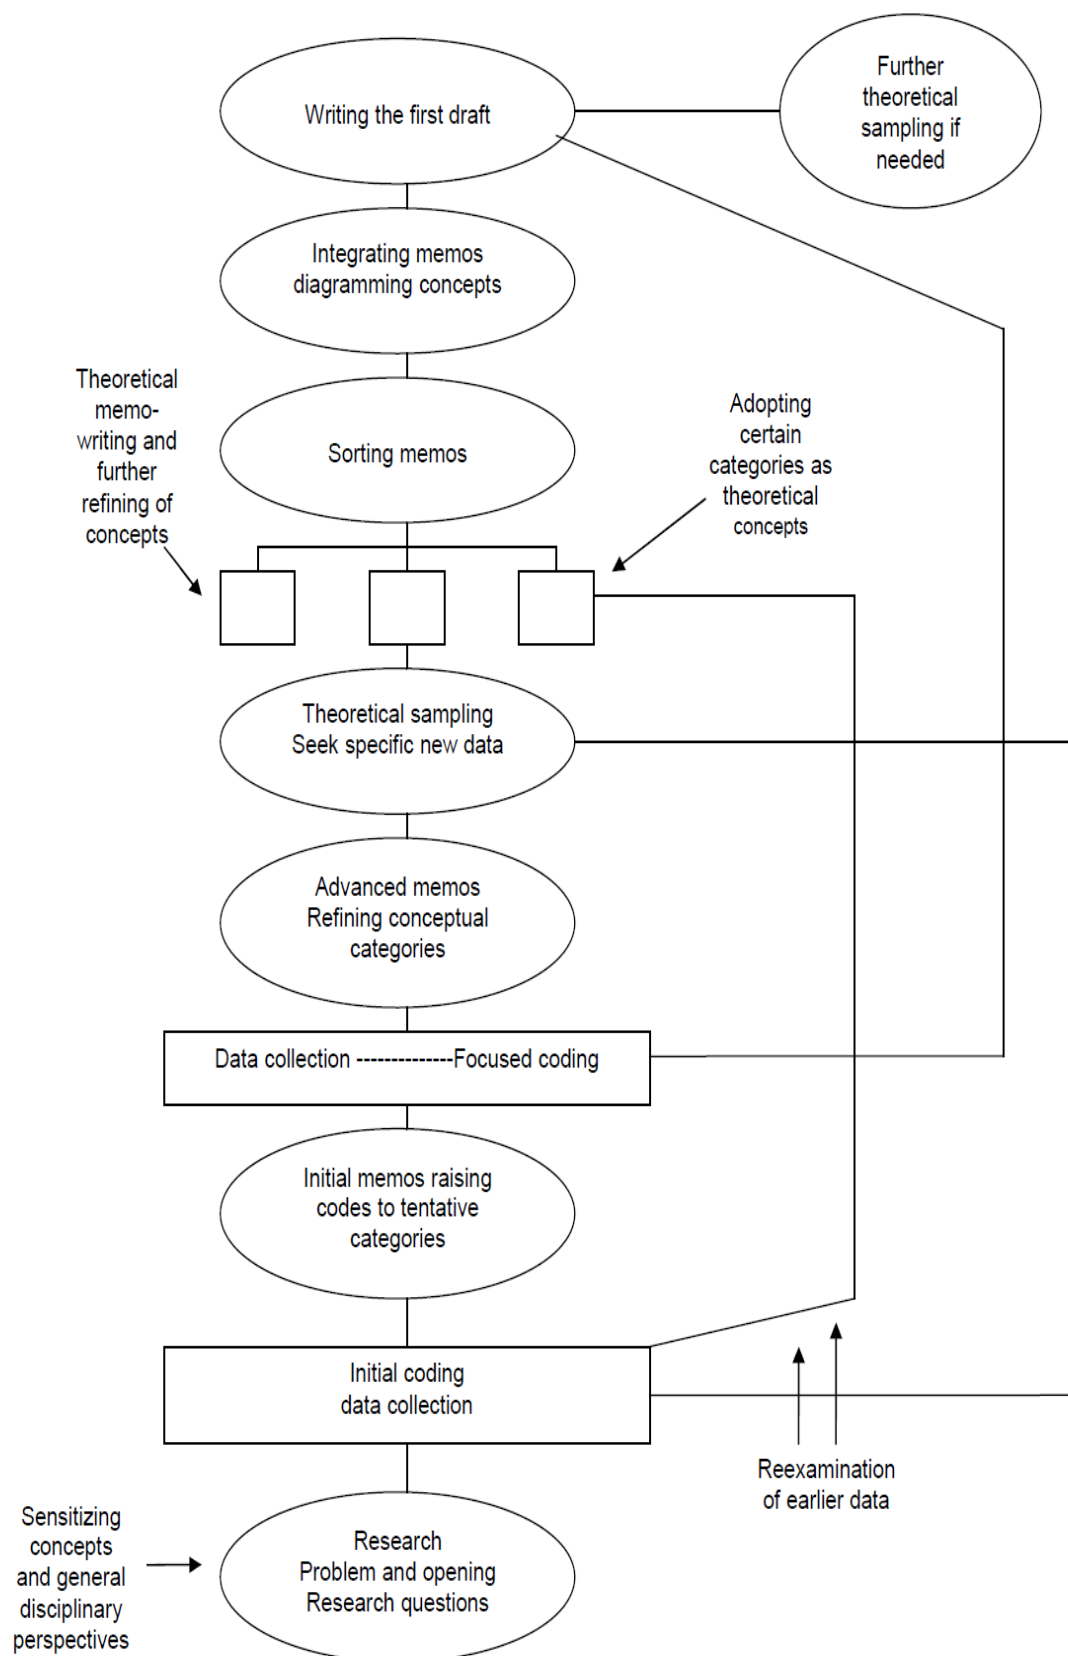 Writing the first draft
Further
theoretical
sampling if
needed
Integrating memos
diagramming concepts
Theoretical
memo-
writing and
further
refining of
concepts
Sorting memos
Adopting
certain
categories as
theoretical
concepts
Theoretical sampling
Seek specific new data
Advanced memos
Refining conceptual
categories
Data collection --------------Focused coding
Initial memos raising
codes to tentative
categories
Initial coding
data collection
Reexamination
of earlier data
Sensitizing
concepts
and general
disciplinary
perspectives
Research
Problem and opening
Research questions